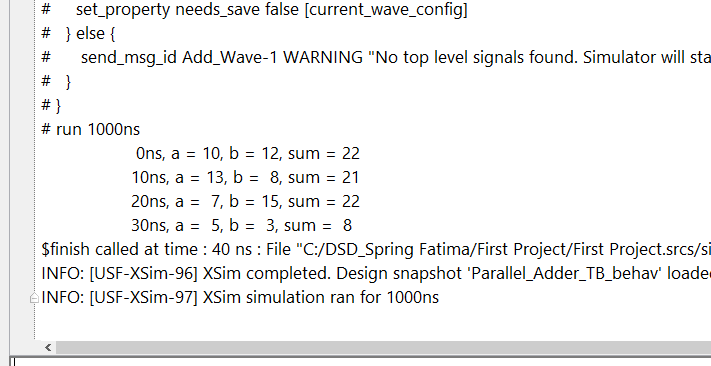 #     set_property needs_save false [current_wave_config]
#   } else {
#      send_msg_id Add_Wave-1 WARNING "No top level signals found. Simulator will sta
#   }
# }
# run 1000ns
0ns, a = 10, b = 12, sum = 22
10ns, a = 13, b =  8, sum = 21
20ns, a =  7, b = 15, sum = 22
30ns, a =  5, b =  3, sum =  8
$finish called at time : 40 ns : File "C:/DSD_Spring Fatima/First Project/First Project.srcs/si
INFO: [USF-XSim-96] XSim completed. Design snapshot 'Parallel_Adder_TB_behav' loade
INFO: [USF-XSim-97] XSim simulation ran for 1000ns